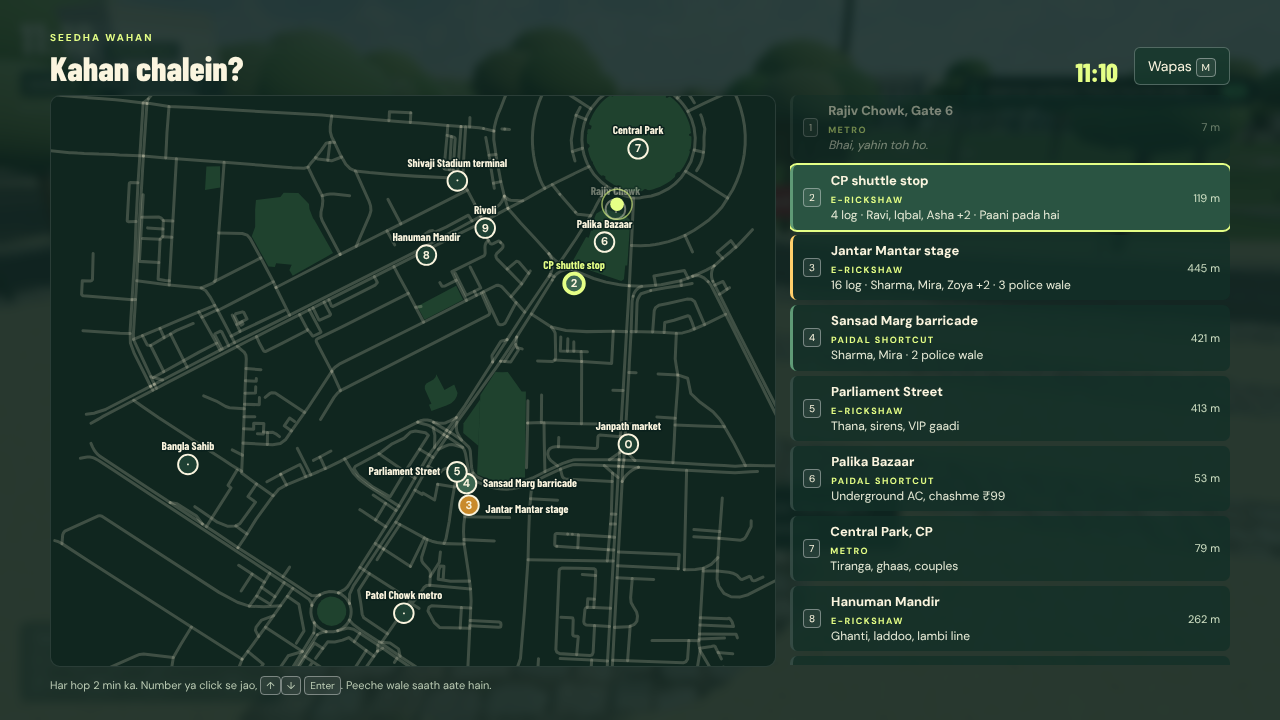 SEEDHA WAHAN
Kahan chalein?
11:10
Wapas M
Central Park
7
Shivaji Stadium terminal
Rajiv Chowk
Rivoli
9
Palika Bazaar
6
Hanuman Mandir
8
CP shuttle stop
2
Janpath market
0
Bangla Sahib
Parliament Street 5
4 Sansad Marg barricade
3 Jantar Mantar stage
Patel Chowk metro
1 Rajiv Chowk, Gate 6
METRO
Bhai, yahin toh ho.
7 m
2 CP shuttle stop
E-RICKSHAW
4 log · Ravi, Iqbal, Asha +2 · Paani pada hai
119 m
3 Jantar Mantar stage
E-RICKSHAW
16 log · Sharma, Mira, Zoya +2 · 3 police wale
445 m
4 Sansad Marg barricade
PAIDAL SHORTCUT
Sharma, Mira · 2 police wale
421 m
5 Parliament Street
E-RICKSHAW
Thana, sirens, VIP gaadi
413 m
6 Palika Bazaar
PAIDAL SHORTCUT
Underground AC, chashme ₹99
53 m
7 Central Park, CP
METRO
Tiranga, ghaas, couples
79 m
8 Hanuman Mandir
E-RICKSHAW
Ghanti, laddoo, lambi line
262 m
Har hop 2 min ka. Number ya click se jao, ↑ ↓ Enter. Peeche wale saath aate hain.